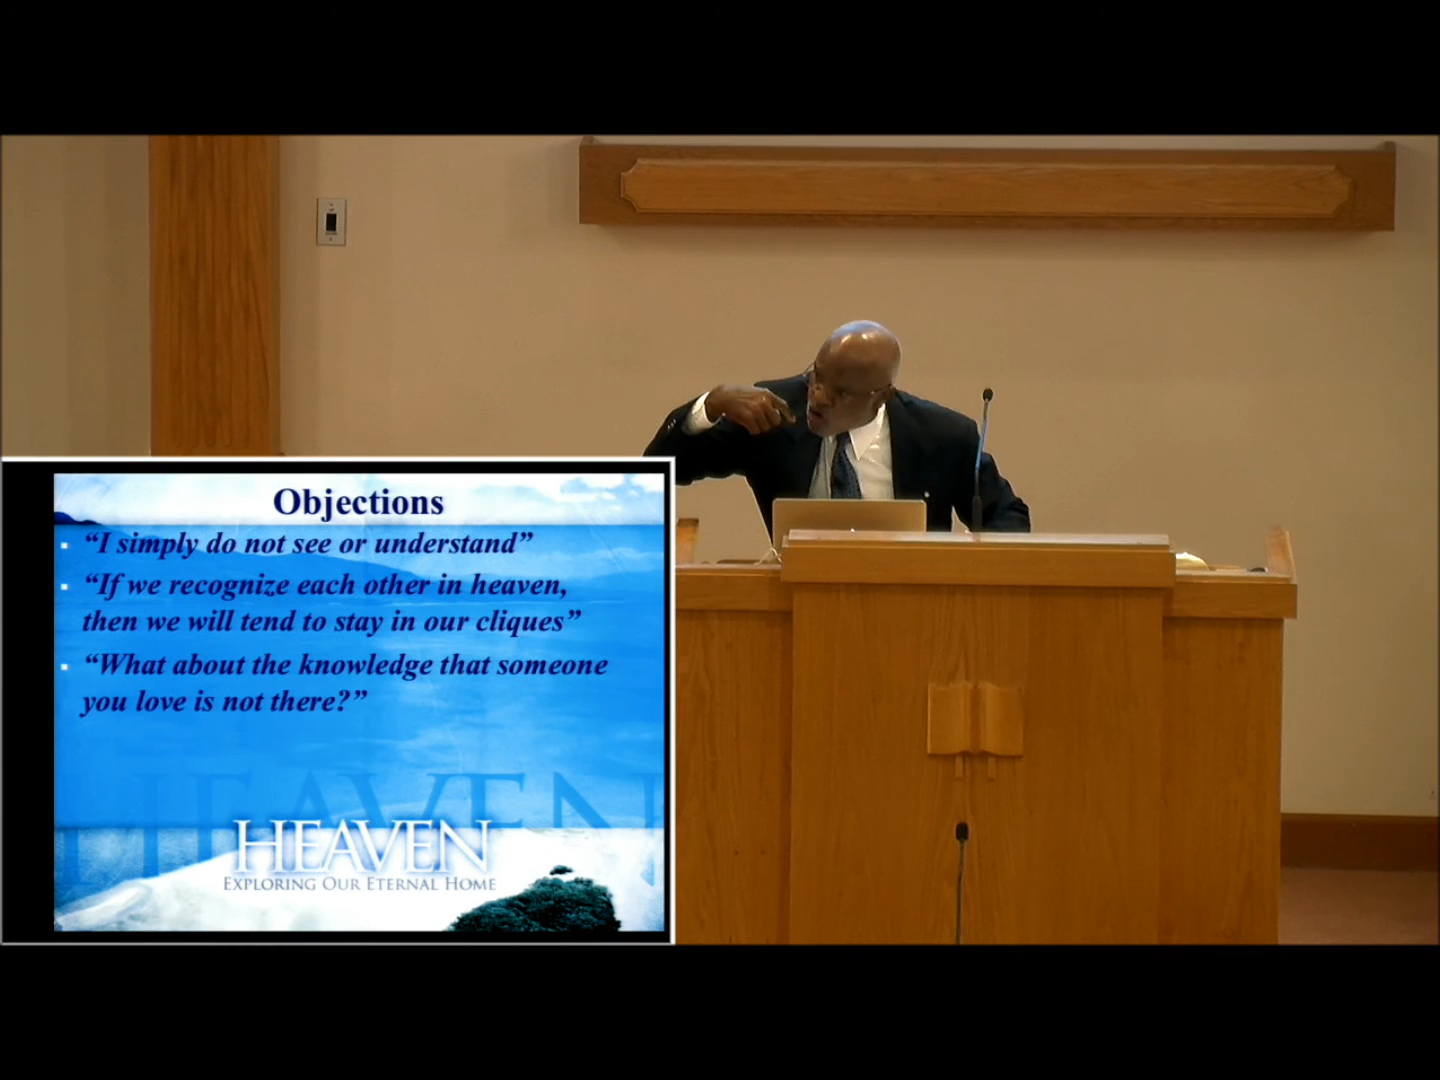 Objections
“I simply do not see or understand”
“If we recognize each other in heaven,
then we will tend to stay in our cliques”
“What about the knowledge that someone
you love is not there?”
HEAVEN
HEAVEN
EXPLORING OUR ETERNAL HOME